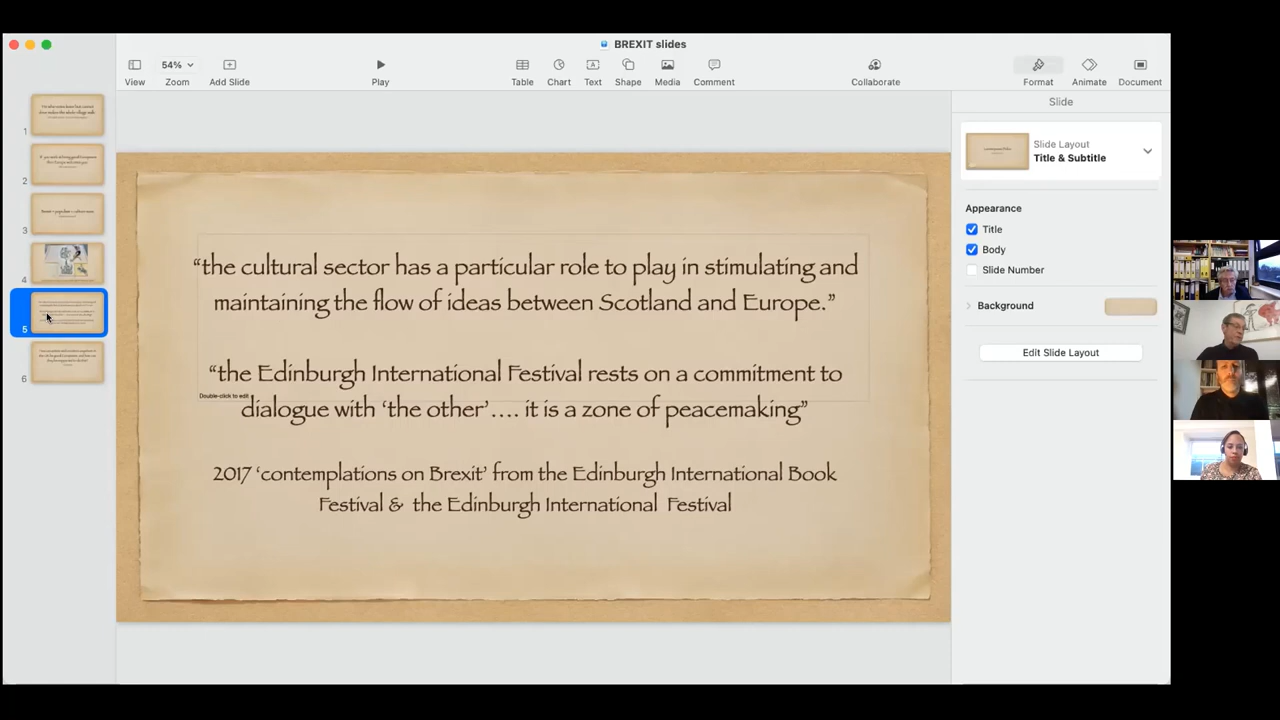 BREXIT slides
54%
View
Zoom
Add Slide
Play
Table
Chart
Text
Shape
Media
Comment
Collaborate
Format
Animate
Document
1
2
3
4
5
6
“the cultural sector has a particular role to play in stimulating and
maintaining the flow of ideas between Scotland and Europe.”
“the Edinburgh International Festival rests on a commitment to
Double-click to edit
dialogue with ‘the other’.... it is a zone of peacemaking”
2017 ‘contemplations on Brexit’ from the Edinburgh International Book
Festival & the Edinburgh International Festival
Slide
Slide Layout
Title & Subtitle
Appearance
Title
Body
Slide Number
Background
Edit Slide Layout